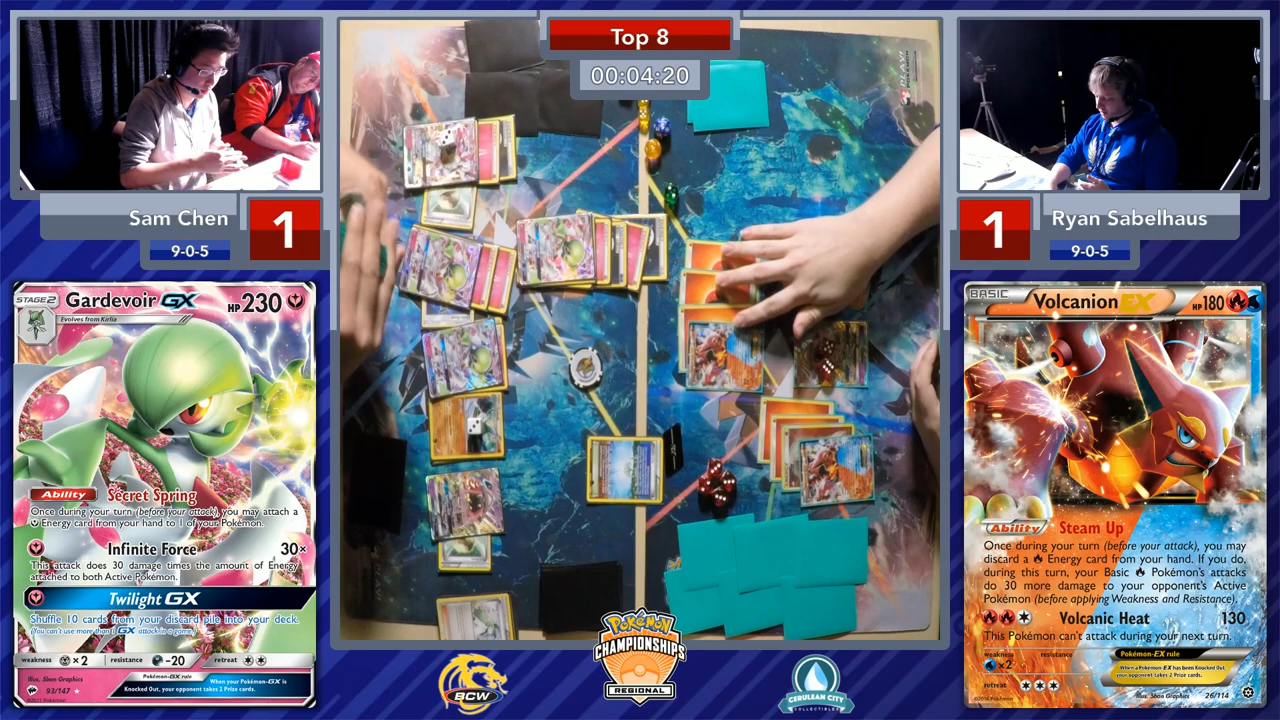 Top 8
00:04:20
Sam Chen
9-0-5
1
1
Ryan Sabelhaus
9-0-5
STAGE2
Gardevoir GX
HP230
Evolves from Kirlia
Ability Secret Spring
Once during your turn (before your attack), you may attach a
Energy card from your hand to 1 of your Pokémon.
Infinite Force 30×
This attack does 30 damage times the amount of Energy
attached to both Active Pokémon.
Twilight GX
Shuffle 10 cards from your discard pile into your deck.
(You can't use more than 1 GX attack in a game.)
weakness ×2 resistance -20 retreat
Illus. 5ban Graphics
Pokémon-GX rule
When your Pokémon-GX is
Knocked Out, your opponent takes 2 Prize cards.
93/147
BASIC
Volcanion EX
HP180
Ability Steam Up
Once during your turn (before your attack), you may
discard a Energy card from your hand. If you do,
during this turn, your Basic Pokémon's attacks
do 30 more damage to your opponent's Active
Pokémon (before applying Weakness and Resistance).
Volcanic Heat 130
This Pokémon can't attack during your next turn.
weakness
×2
resistance
Pokémon-EX rule
When a Pokémon-EX has been Knocked
Out, your opponent takes 2 Prize cards.
retreat
Illus. 5ban Graphics
26/114
BCW
Pokémon
CHAMPIONSHIPS
REGIONAL
CERULEAN CITY
COLLECTIBLES